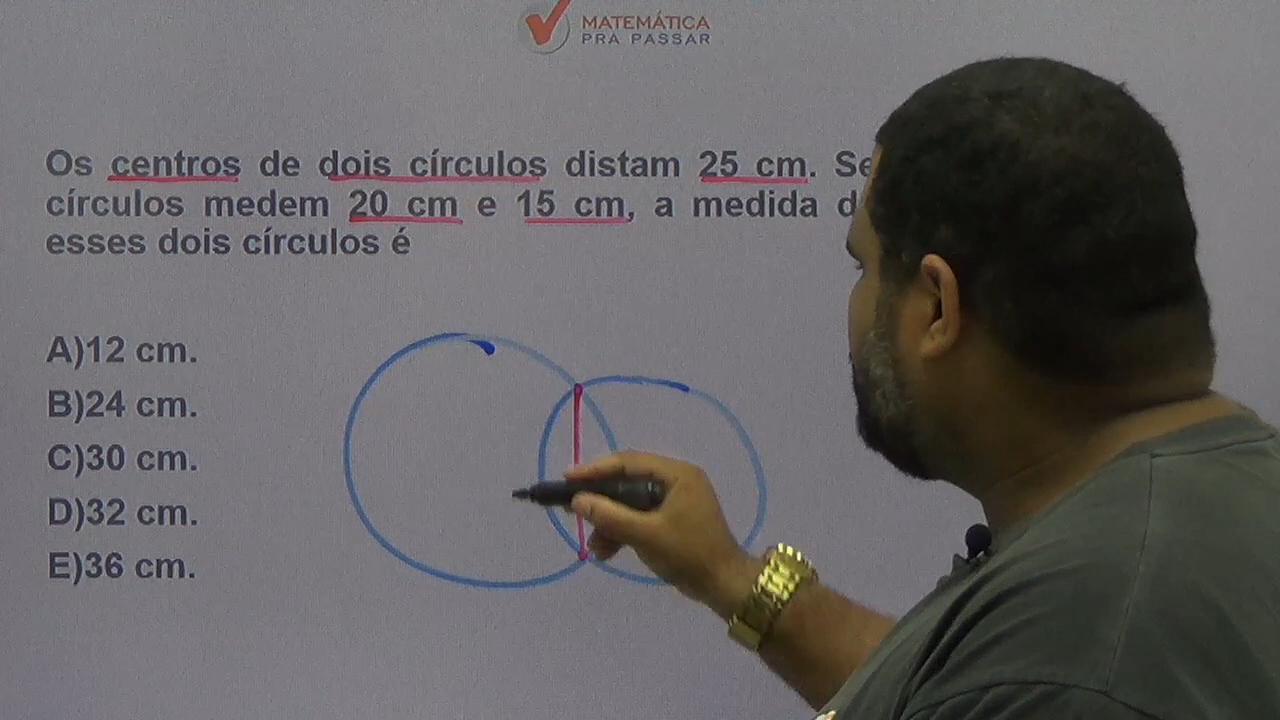 MATEMÁTICA
PRA PASSAR
Os centros de dois círculos distam 25 cm. Se
círculos medem 20 cm e 15 cm, a medida d
esses dois círculos é
A)12 cm.
B)24 cm.
C)30 cm.
D)32 cm.
E)36 cm.